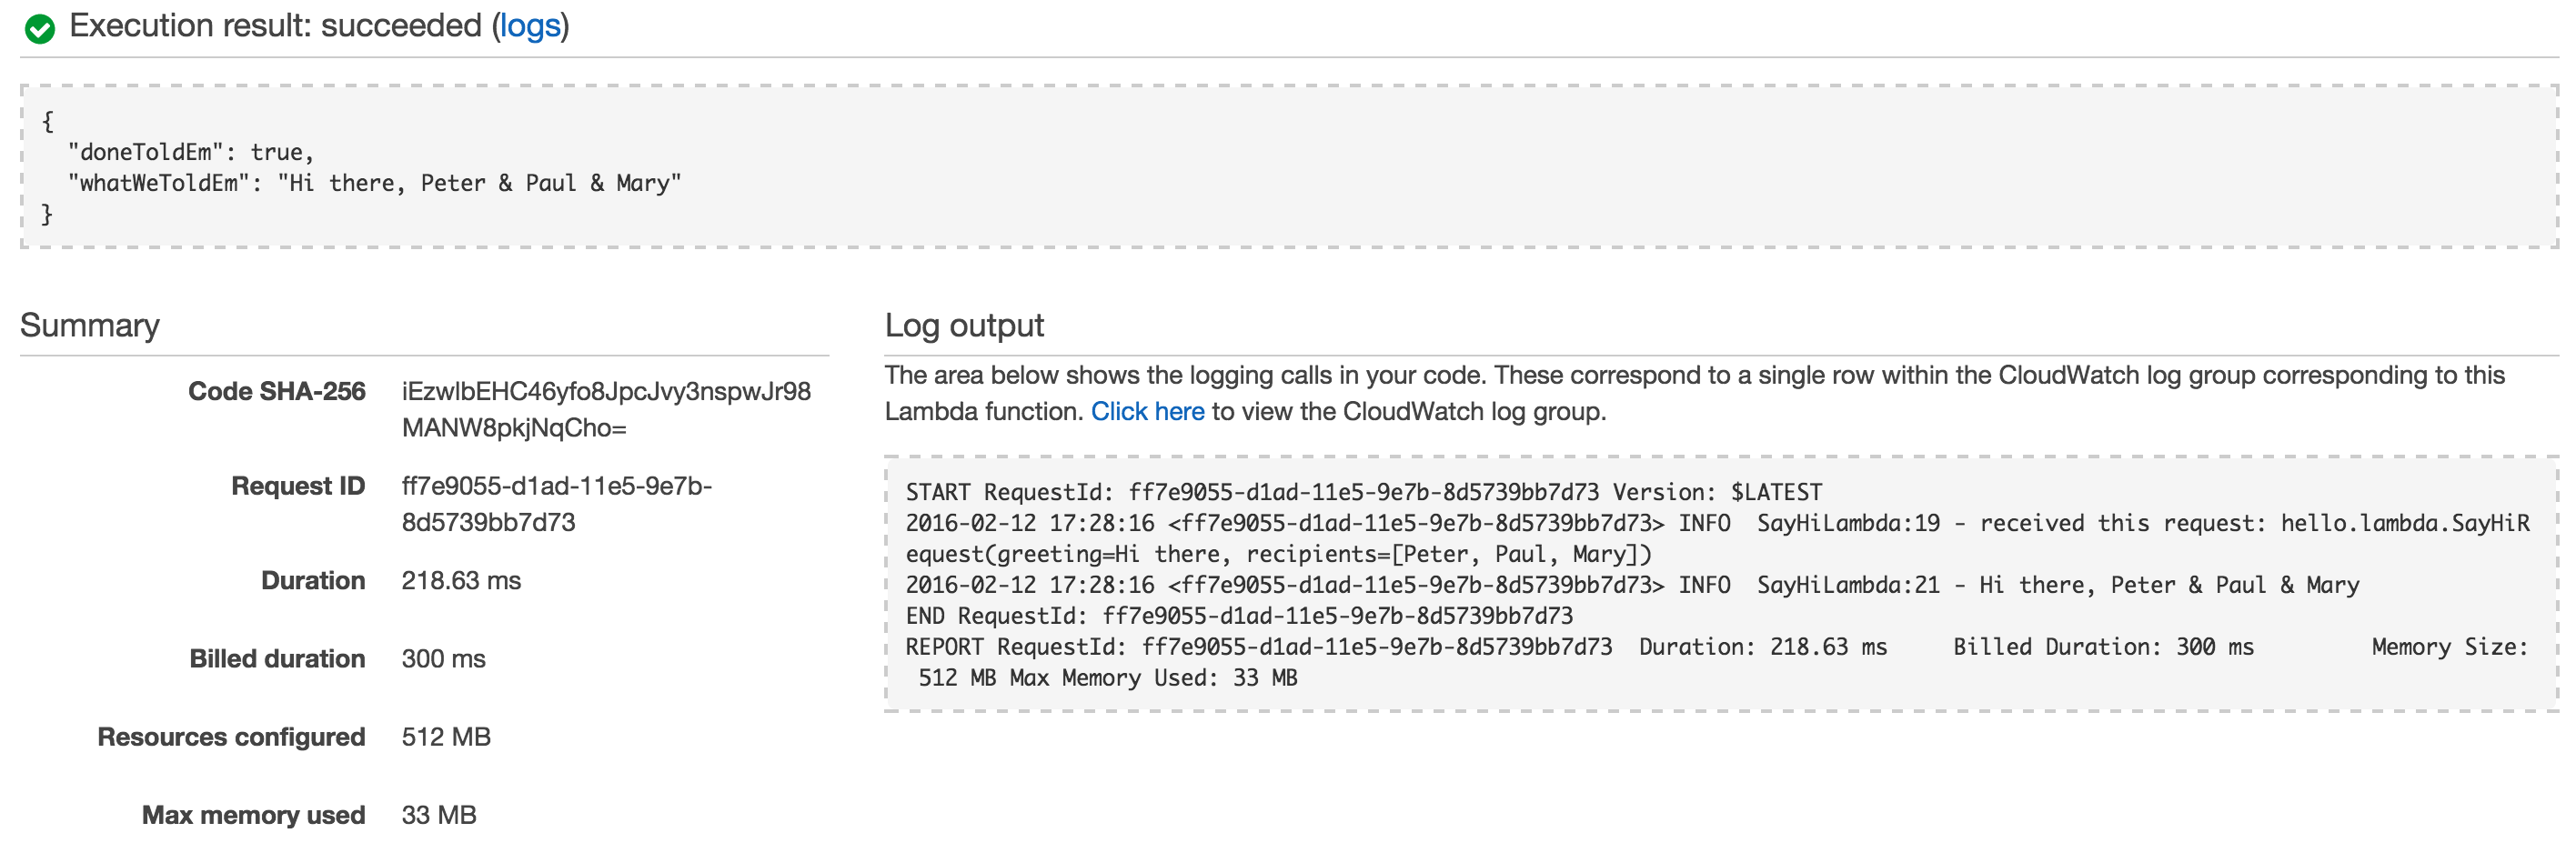 Execution result: succeeded (logs)
{
  "doneToldEm": true,
  "whatWeToldEm": "Hi there, Peter & Paul & Mary"
}
Summary
Code SHA-256 iEzwlbEHC46yfo8JpcJvy3nspwJr98
MANW8pkjNqCho=
Request ID ff7e9055-d1ad-11e5-9e7b-
8d5739bb7d73
Duration 218.63 ms
Billed duration 300 ms
Resources configured 512 MB
Max memory used 33 MB
Log output
The area below shows the logging calls in your code. These correspond to a single row within the CloudWatch log group corresponding to this
Lambda function. Click here to view the CloudWatch log group.
START RequestId: ff7e9055-d1ad-11e5-9e7b-8d5739bb7d73 Version: $LATEST
2016-02-12 17:28:16 <ff7e9055-d1ad-11e5-9e7b-8d5739bb7d73> INFO  SayHiLambda:19 - received this request: hello.lambda.SayHiR
equest(greeting=Hi there, recipients=[Peter, Paul, Mary])
2016-02-12 17:28:16 <ff7e9055-d1ad-11e5-9e7b-8d5739bb7d73> INFO  SayHiLambda:21 - Hi there, Peter & Paul & Mary
END RequestId: ff7e9055-d1ad-11e5-9e7b-8d5739bb7d73
REPORT RequestId: ff7e9055-d1ad-11e5-9e7b-8d5739bb7d73  Duration: 218.63 ms     Billed Duration: 300 ms         Memory Size:
 512 MB Max Memory Used: 33 MB